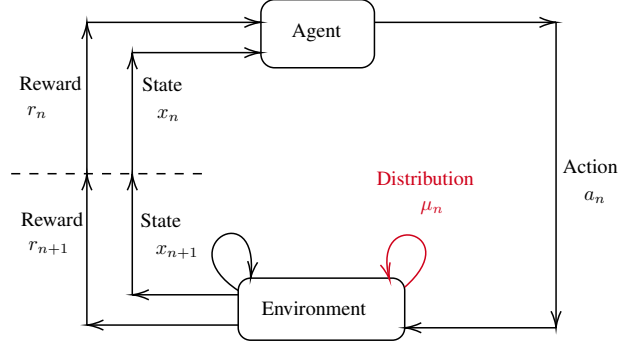 Agent
Reward
r_n
State
x_n
Action
a_n
Distribution
μ_n
Reward
r_{n+1}
State
x_{n+1}
Environment